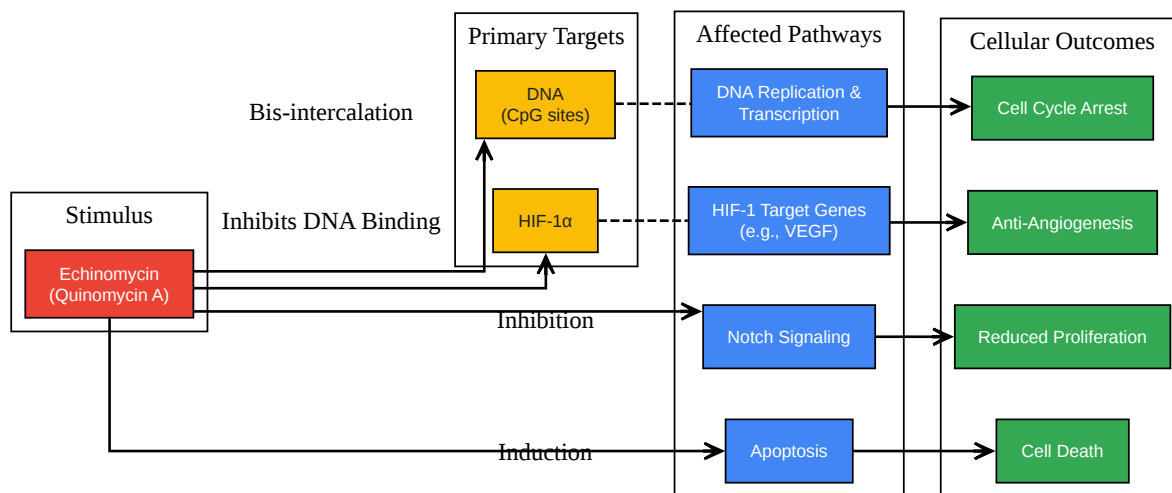 Primary Targets
Affected Pathways
Cellular Outcomes
DNA
(CpG sites)
DNA Replication &
Transcription
Cell Cycle Arrest
Bis-intercalation
Stimulus
Inhibits DNA Binding
HIF-1α
HIF-1 Target Genes
(e.g., VEGF)
Anti-Angiogenesis
Echinomycin
(Quinomycin A)
Inhibition
Notch Signaling
Reduced Proliferation
Induction
Apoptosis
Cell Death